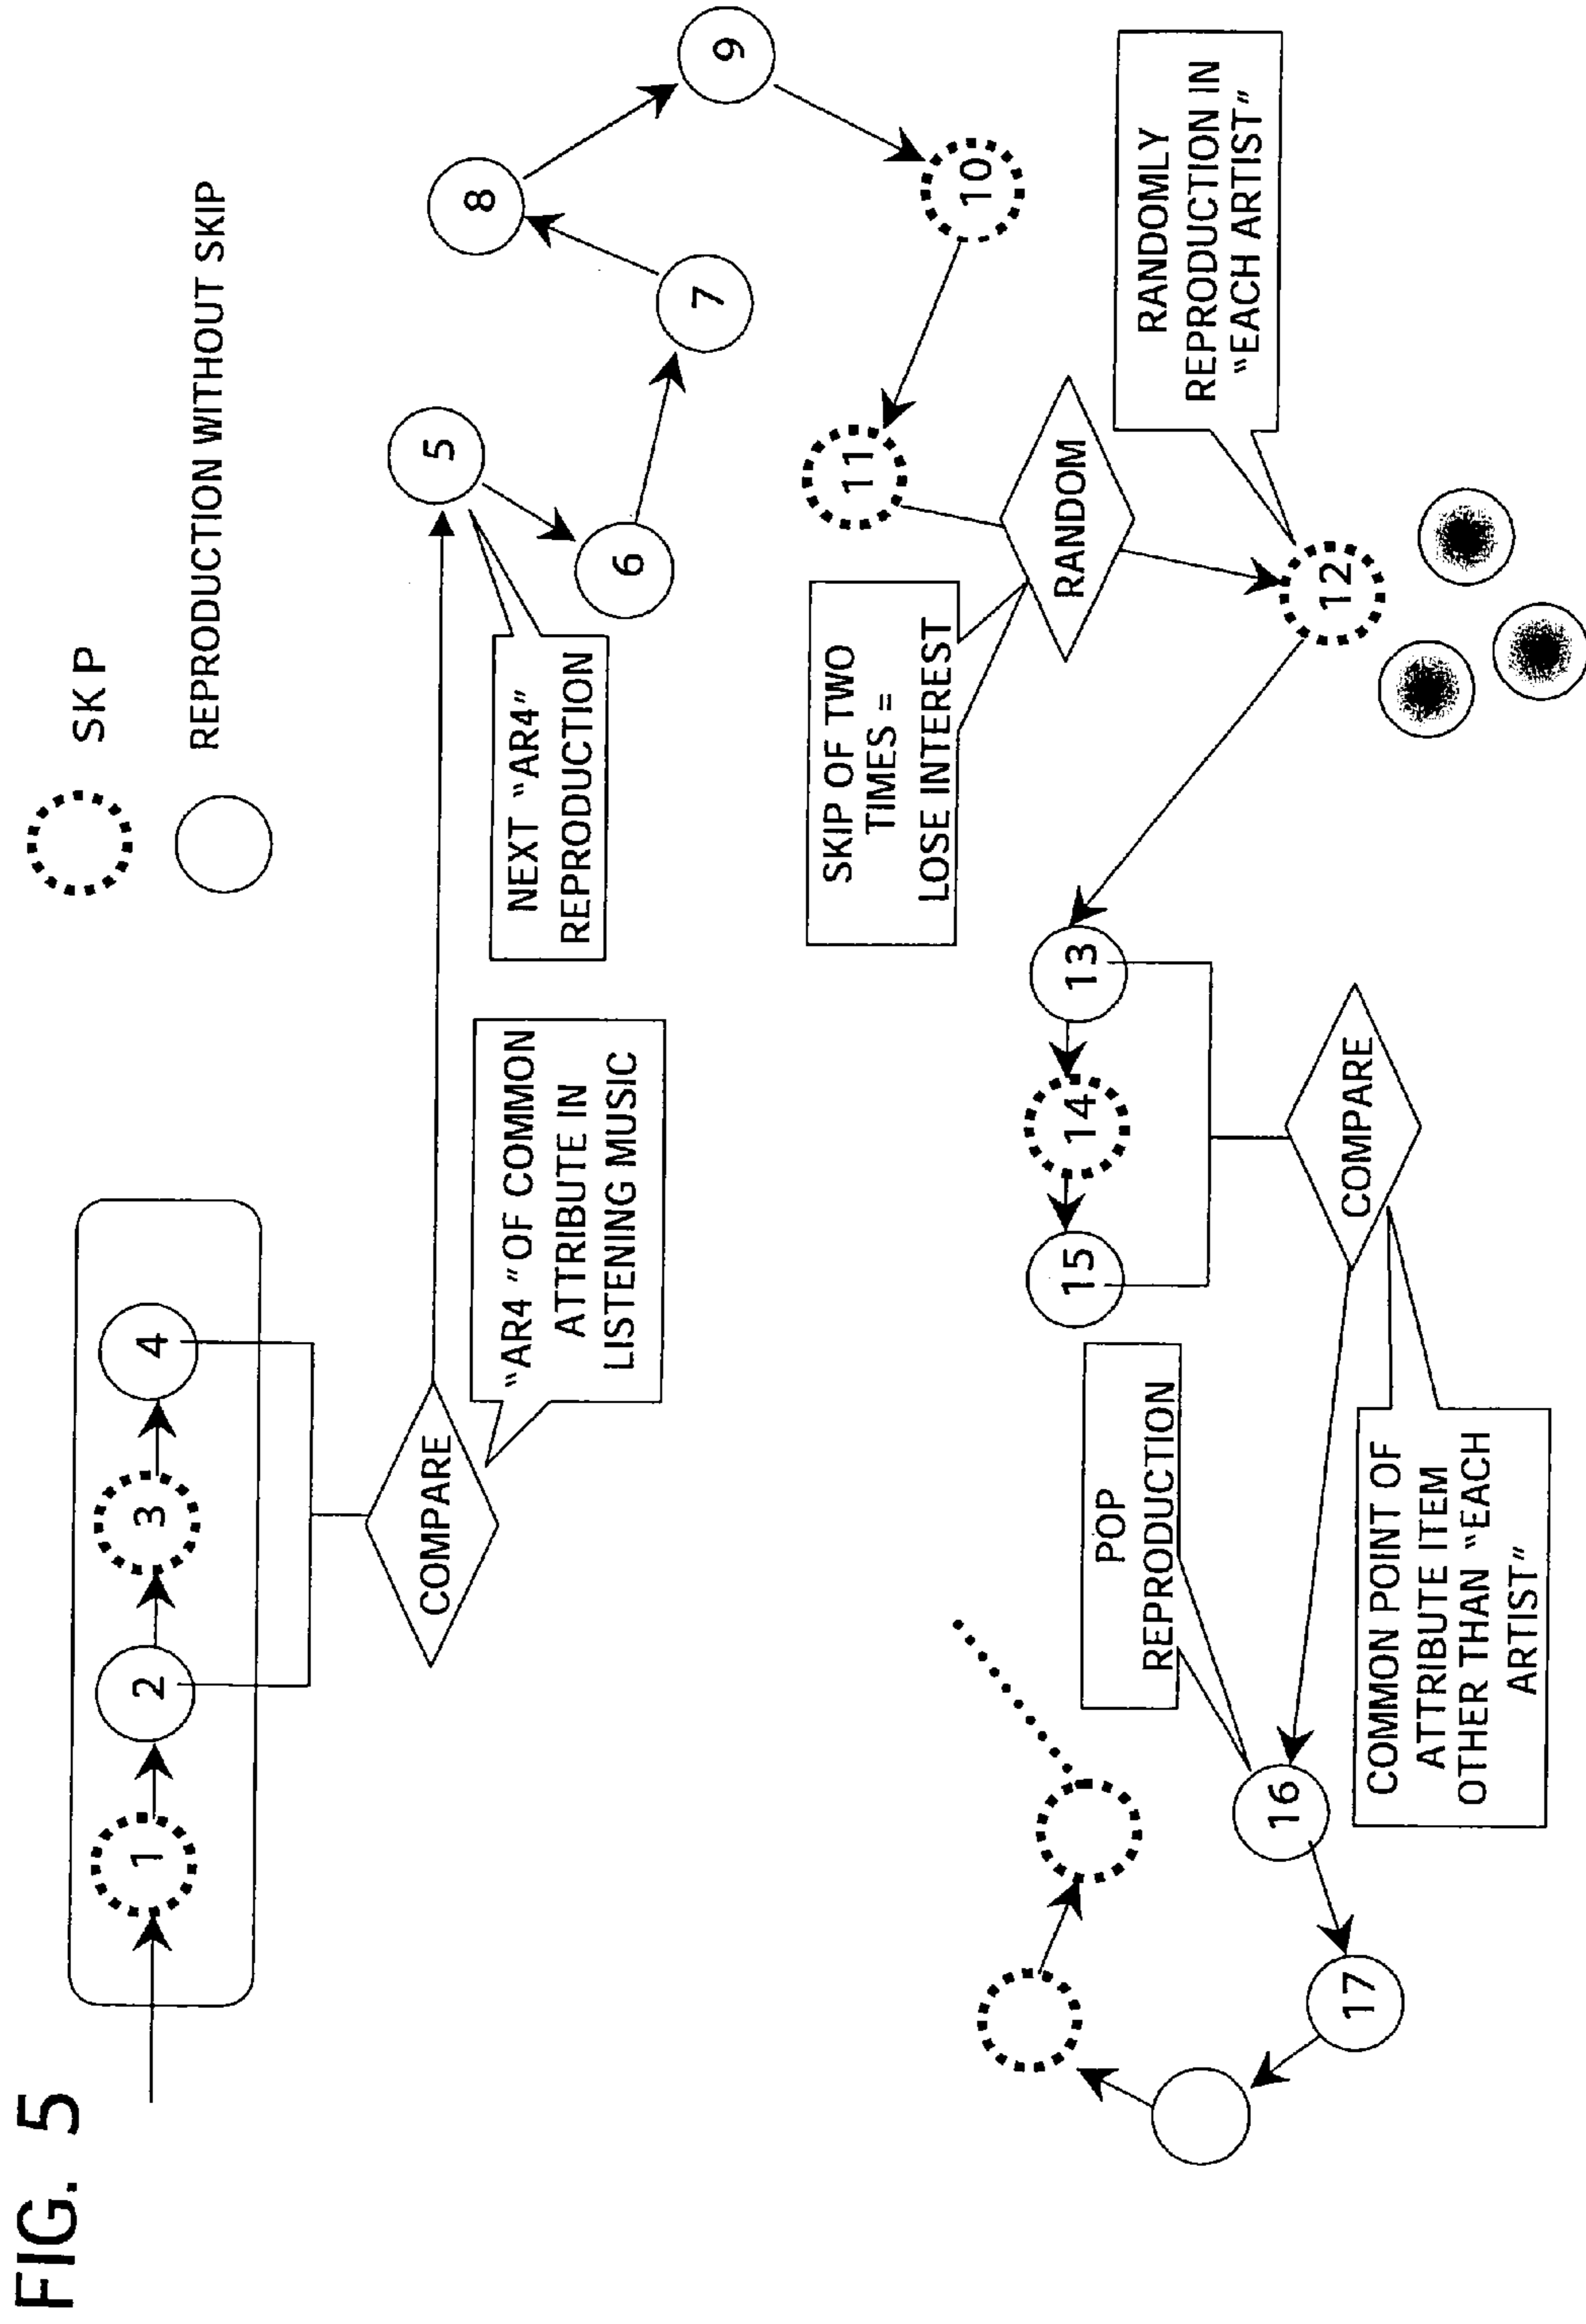 FIG. 5
SKIP
REPRODUCTION WITHOUT SKIP
1
2
3
4
COMPARE
"AR4" OF COMMON
ATTRIBUTE IN
LISTENING MUSIC
NEXT "AR4"
REPRODUCTION
5
6
7
8
9
10
11
SKIP OF TWO
TIMES =
LOSE INTEREST
RANDOM
RANDOMLY
REPRODUCTION IN
"EACH ARTIST"
12
13
14
15
COMPARE
COMMON POINT OF
ATTRIBUTE ITEM
OTHER THAN "EACH
ARTIST"
POP
REPRODUCTION
16
17